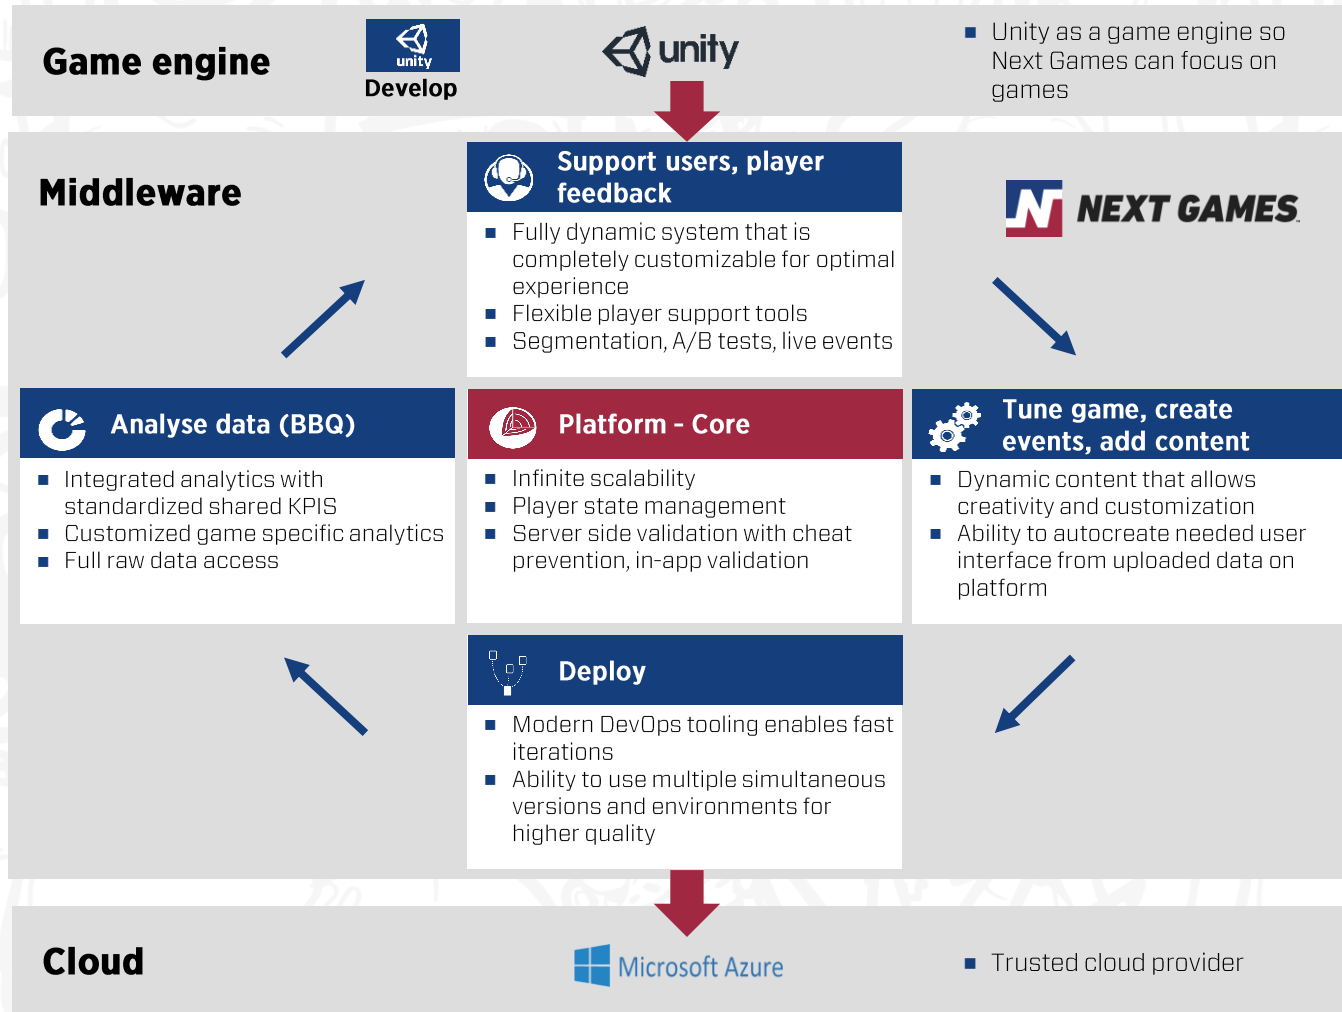 Game engine
unity
Develop
unity
Unity as a game engine so
Next Games can focus on
games
Middleware
NEXT GAMES
Support users, player
feedback
Fully dynamic system that is
completely customizable for optimal
experience
Flexible player support tools
Segmentation, A/B tests, live events
Analyse data (BBQ)
Integrated analytics with
standardized shared KPIS
Customized game specific analytics
Full raw data access
Platform - Core
Infinite scalability
Player state management
Server side validation with cheat
prevention, in-app validation
Tune game, create
events, add content
Dynamic content that allows
creativity and customization
Ability to autocreate needed user
interface from uploaded data on
platform
Deploy
Modern DevOps tooling enables fast
iterations
Ability to use multiple simultaneous
versions and environments for
higher quality
Cloud
Microsoft Azure
Trusted cloud provider